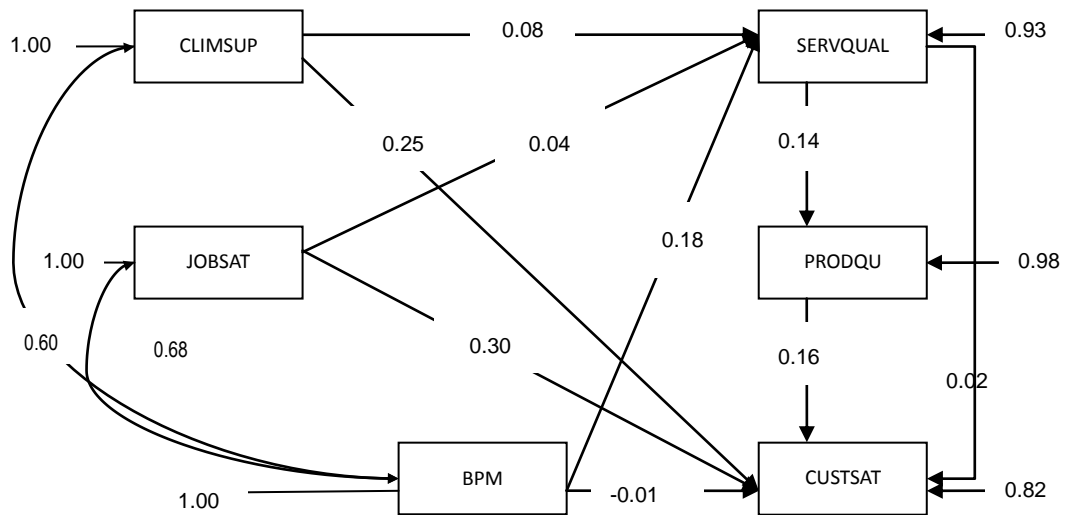 0.08
1.00
CLIMSUP
SERVQUAL
0.93
0.25
0.04
0.14
0.18
1.00
JOBSAT
PRODQU
0.98
0.60
0.68
0.30
0.16
0.02
BPM
CUSTSAT
1.00
-0.01
0.82